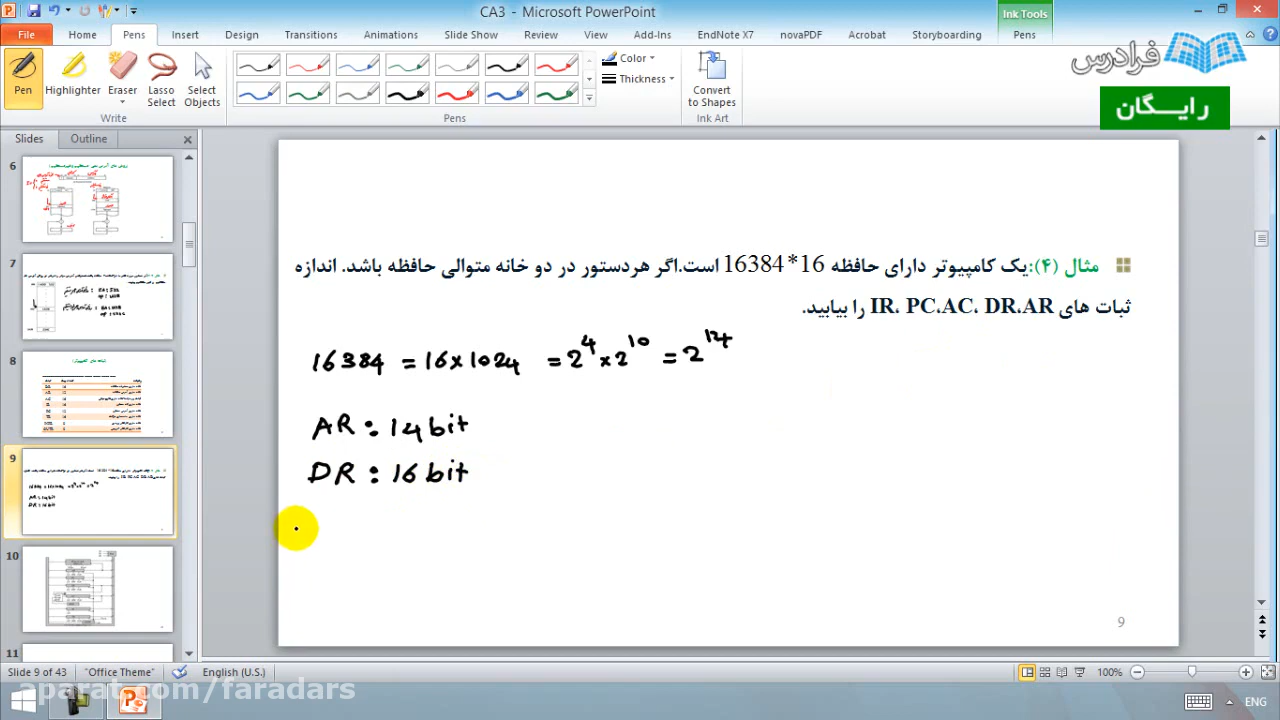 CA3 - Microsoft PowerPoint
Ink Tools
File Home Pens Insert Design Transitions Animations Slide Show Review View Add-Ins EndNote X7 novaPDF Acrobat Storyboarding Pens
فرادرس
رایگان
Pen Highlighter Eraser Lasso Select Select Objects
Color
Thickness
Convert to Shapes
Write Pens Ink Art
Slides Outline
6
7
8
9
10
11
مثال (۴): یک کامپیوتر دارای حافظه 16*16384 است.اگر هردستور در دو خانه متوالی حافظه باشد. اندازه
ثبات های IR، PC،AC، DR،AR را بیابید.
16384 = 16×1024 = 2^4 × 2^10 = 2^14
AR : 14 bit
DR : 16 bit
9
Slide 9 of 43 "Office Theme" English (U.S.) 100%
aparat.com/faradars
ENG